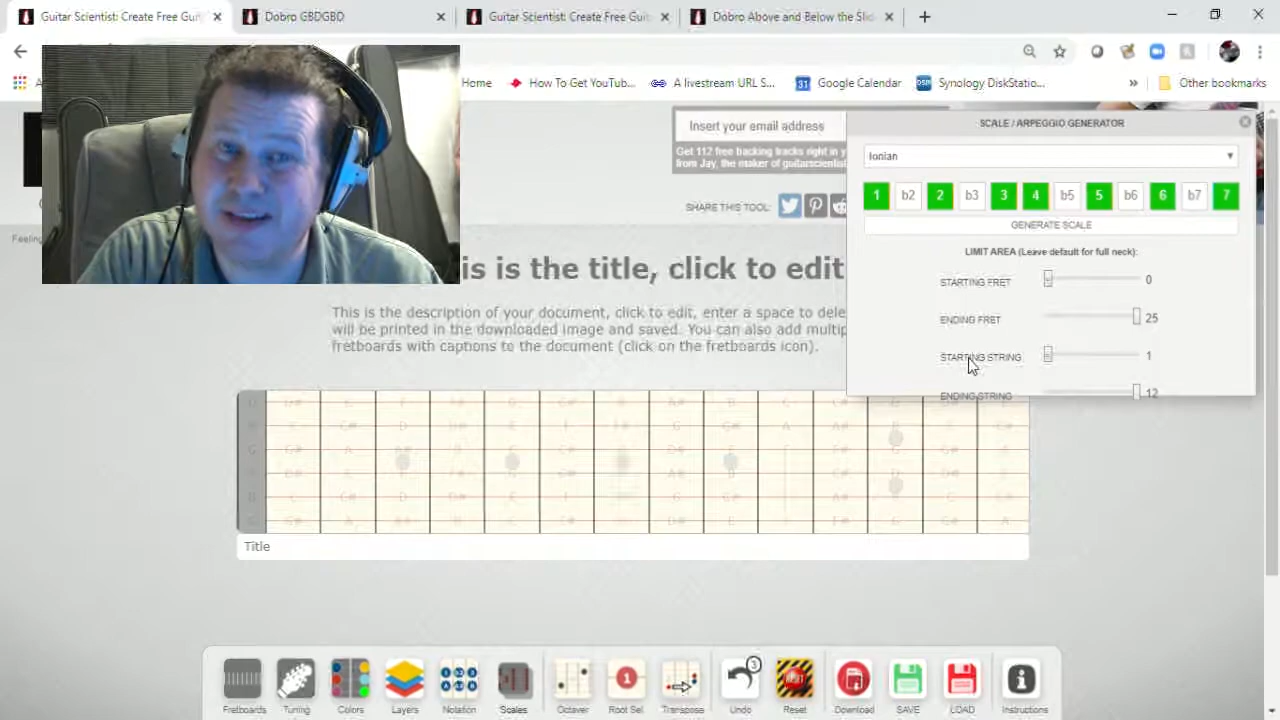 Guitar Scientist: Create Free Gui
Dobro GBDGBD
Guitar Scientist: Create Free Guit
Dobro Above and Below the Slid
Home
How To Get YouTub...
A livestream URL S...
Google Calendar
Synology DiskStatio...
Other bookmarks
Insert your email address
Get 112 free backing tracks right in y
from Jay, the maker of guitarscientis
SHARE THIS TOOL:
Feeling
is is the title, click to edit
This is the description of your document, click to edit, enter a space to dele
will be printed in the downloaded image and saved. You can also add multip
fretboards with captions to the document (click on the fretboards icon).
SCALE / ARPEGGIO GENERATOR
Ionian
1 b2 2 b3 3 4 b5 5 b6 6 b7 7
GENERATE SCALE
LIMIT AREA (Leave default for full neck):
STARTING FRET 0
ENDING FRET 25
STARTING STRING 1
ENDING STRING 12
Title
3
Fretboards
Tuning
Colors
Layers
Notation
Scales
Octaver
Root Sel.
Transpose
Undo
Reset
Download
SAVE
LOAD
Instructions